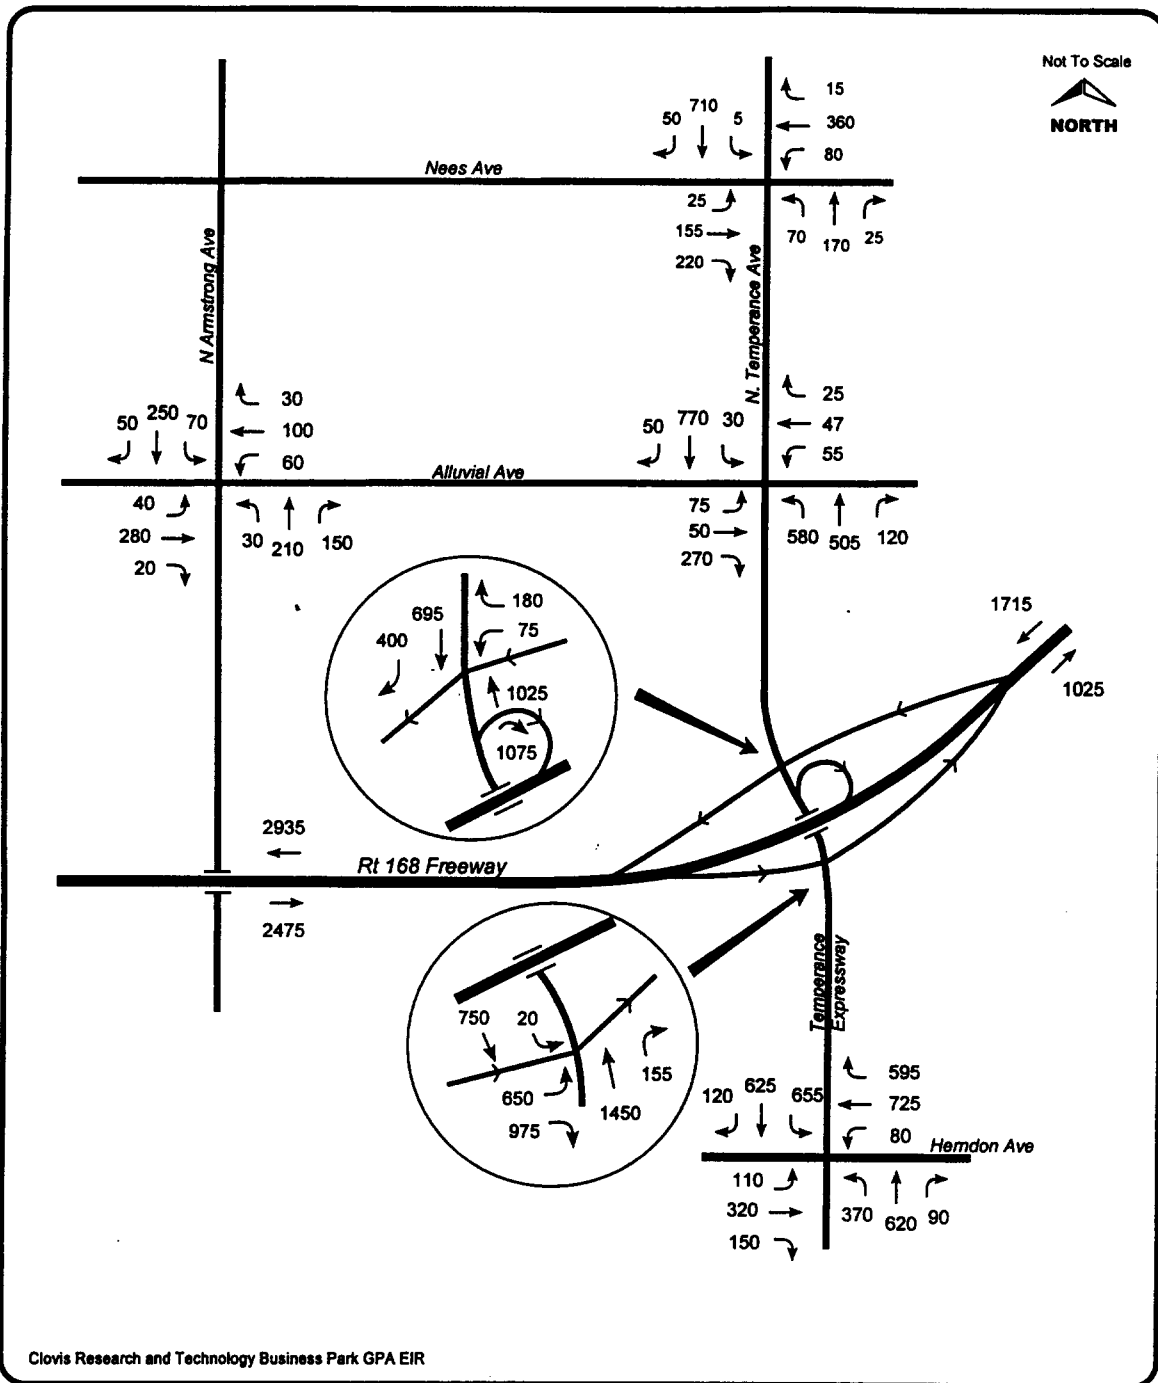 Not To Scale
NORTH
15
50 710 5
360
80
Nees Ave
25
155
220
70 170 25
N Armstrong Ave
N. Temperance Ave
30
50 250 70
100
60
25
50 770 30
47
55
Alluvial Ave
40
280
20
30 210 150
75
50
270
580 505 120
180
695
75
400
1025
1075
1715
1025
2935
Rt 168 Freeway
2475
750 20
650
975
1450
155
Temperance
Expressway
595
120 625 655
725
80
Herndon Ave
110
320
150
370 620 90
Clovis Research and Technology Business Park GPA EIR